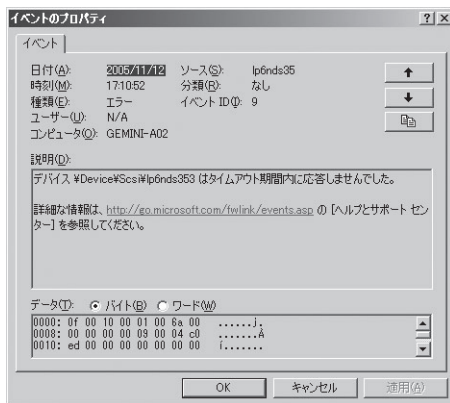 イベントのプロパティ
イベント
日付(A): 2005/11/12 ソース(S): lp6nds35
時刻(M): 17:10:52 分類(R): なし
種類(E): エラー イベント ID(I): 9
ユーザー(U): N/A
コンピュータ(O): GEMINI-A02
説明(D):
デバイス ¥Device¥Scsi¥lp6nds353 はタイムアウト期間内に応答しませんでした。
詳細な情報は、http://go.microsoft.com/fwlink/events.asp の [ヘルプとサポート セン
ター] を参照してください。
データ(T): バイト(B) ワード(W)
0000: 0f 00 10 00 01 00 6a 00 ......j.
0008: 00 00 00 00 09 00 04 c0 .......À
0010: ed 00 00 00 00 00 00 00 í.......
OK キャンセル 適用(A)